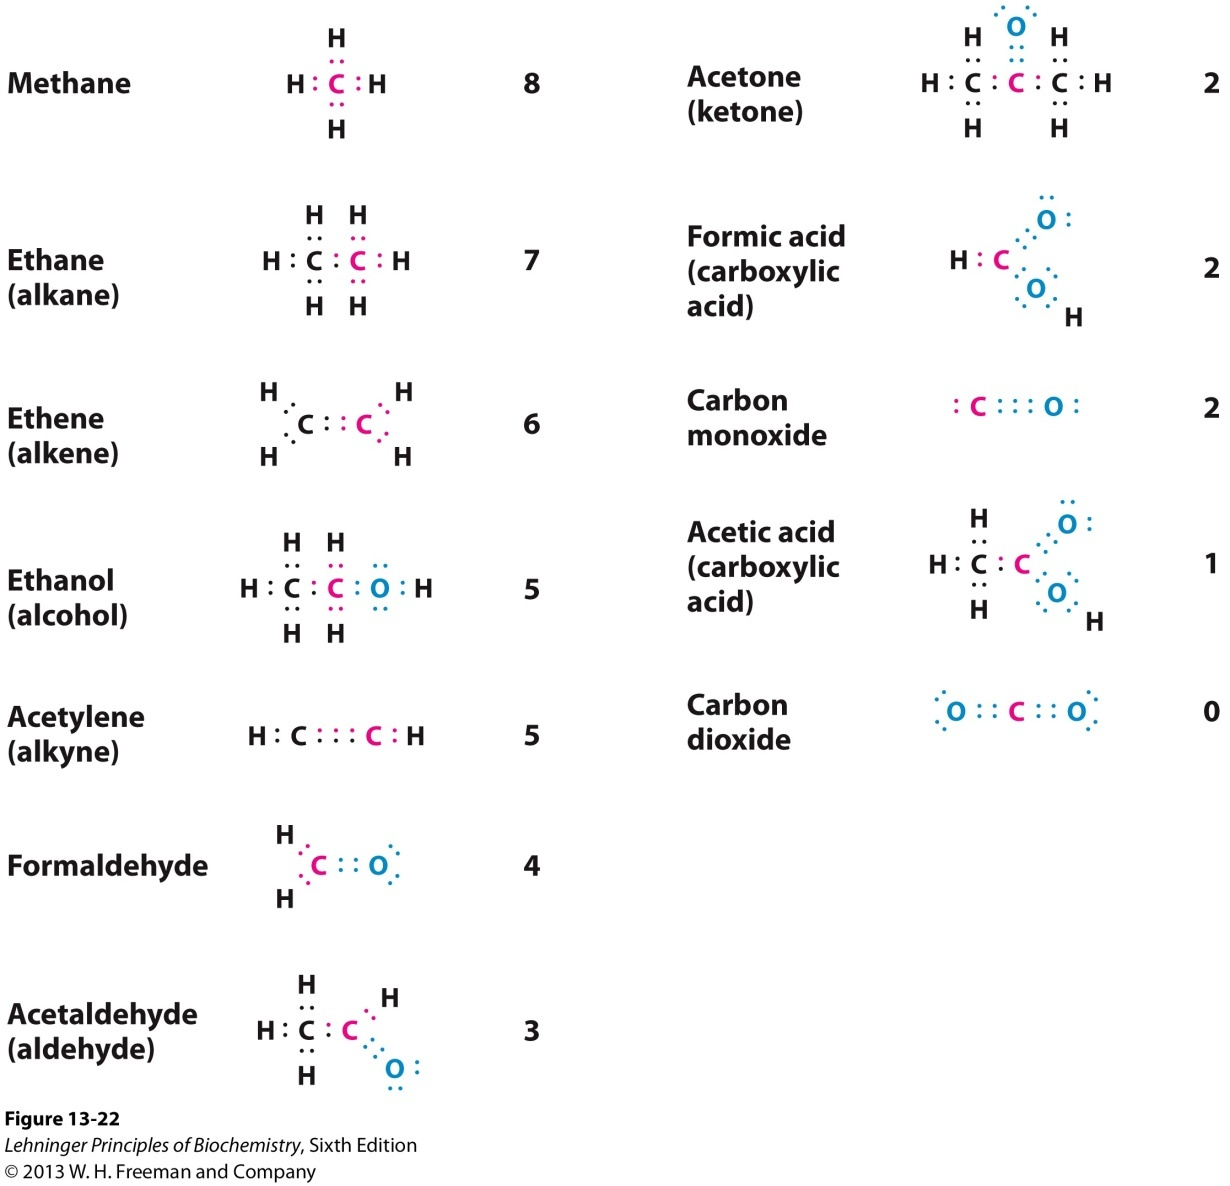 Methane
H
H : C : H
H
8
Ethane
(alkane)
H H
H : C : C : H
H H
7
Ethene
(alkene)
H H
C :: C
H H
6
Ethanol
(alcohol)
H H
H : C : C : O : H
H H
5
Acetylene
(alkyne)
H : C ::: C : H
5
Formaldehyde
H
C :: O
H
4
Acetaldehyde
(aldehyde)
H H
H : C : C
H O
3
Acetone
(ketone)
O
H H
H : C : C : C : H
H H
2
Formic acid
(carboxylic
acid)
O
H : C
O
H
2
Carbon
monoxide
: C ::: O :
2
Acetic acid
(carboxylic
acid)
H O
H : C : C
H O
H
1
Carbon
dioxide
O :: C :: O
0
Figure 13-22
Lehninger Principles of Biochemistry, Sixth Edition
© 2013 W. H. Freeman and Company